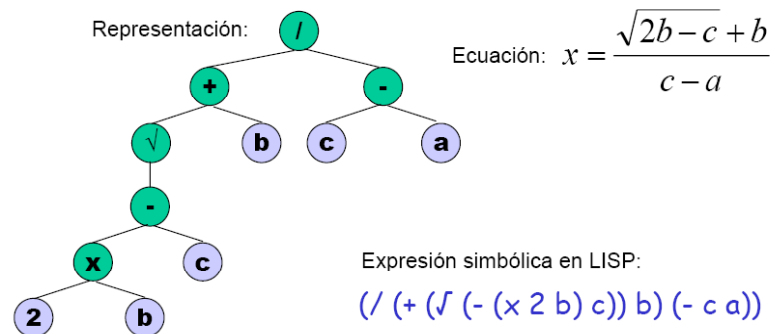 Representación:
/
Ecuación: x = √2b – c + b
c – a
+
-
√
b
c
a
-
x
c
2
b
Expresión simbólica en LISP:
(/ (+ (√ (- (x 2 b) c)) b) (- c a))